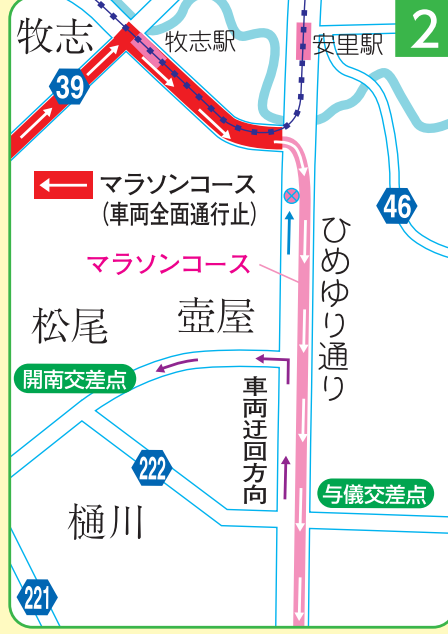 2
牧志
牧志駅
安里駅
39
マラソンコース
(車両全面通行止)
46
マラソンコース
ひめゆり通り
松尾
壺屋
開南交差点
車両迂回方向
222
与儀交差点
樋川
221